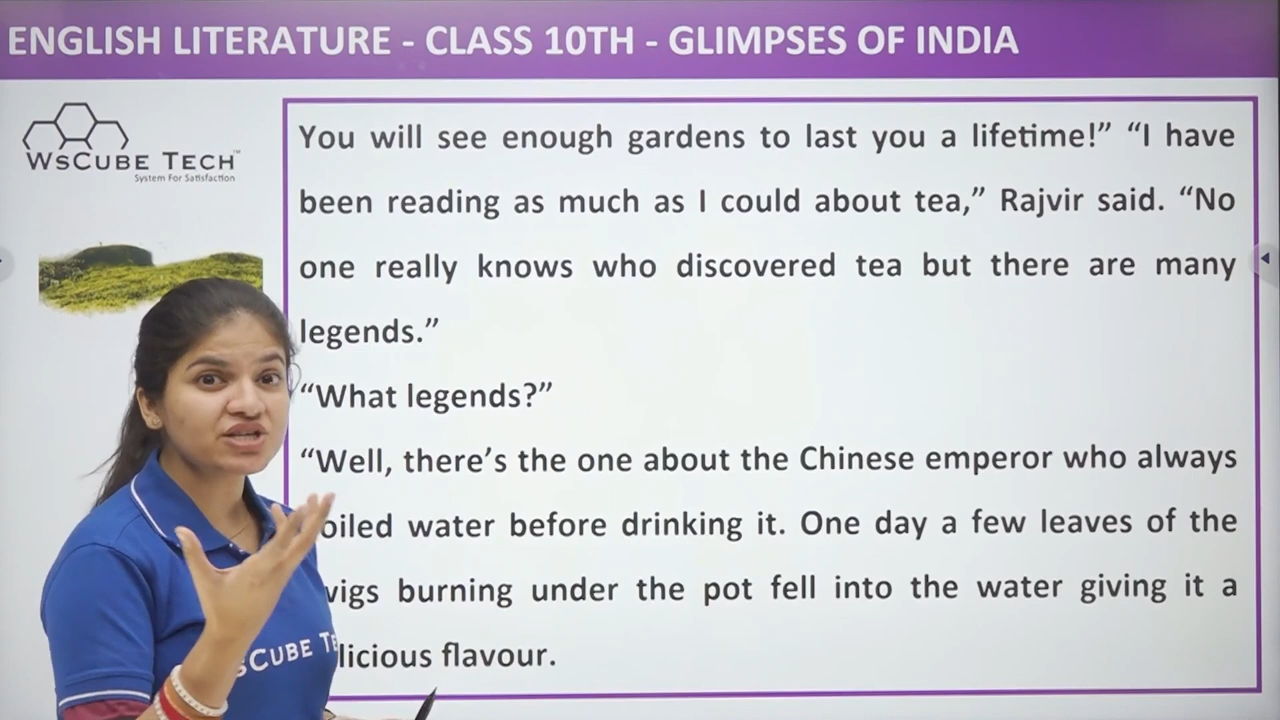 ENGLISH LITERATURE - CLASS 10TH - GLIMPSES OF INDIA
WSCUBE TECH™
System For Satisfaction
You will see enough gardens to last you a lifetime!” “I have
been reading as much as I could about tea,” Rajvir said. “No
one really knows who discovered tea but there are many
legends.”
“What legends?”
“Well, there’s the one about the Chinese emperor who always
oiled water before drinking it. One day a few leaves of the
wigs burning under the pot fell into the water giving it a
licious flavour.
SCUBE TE